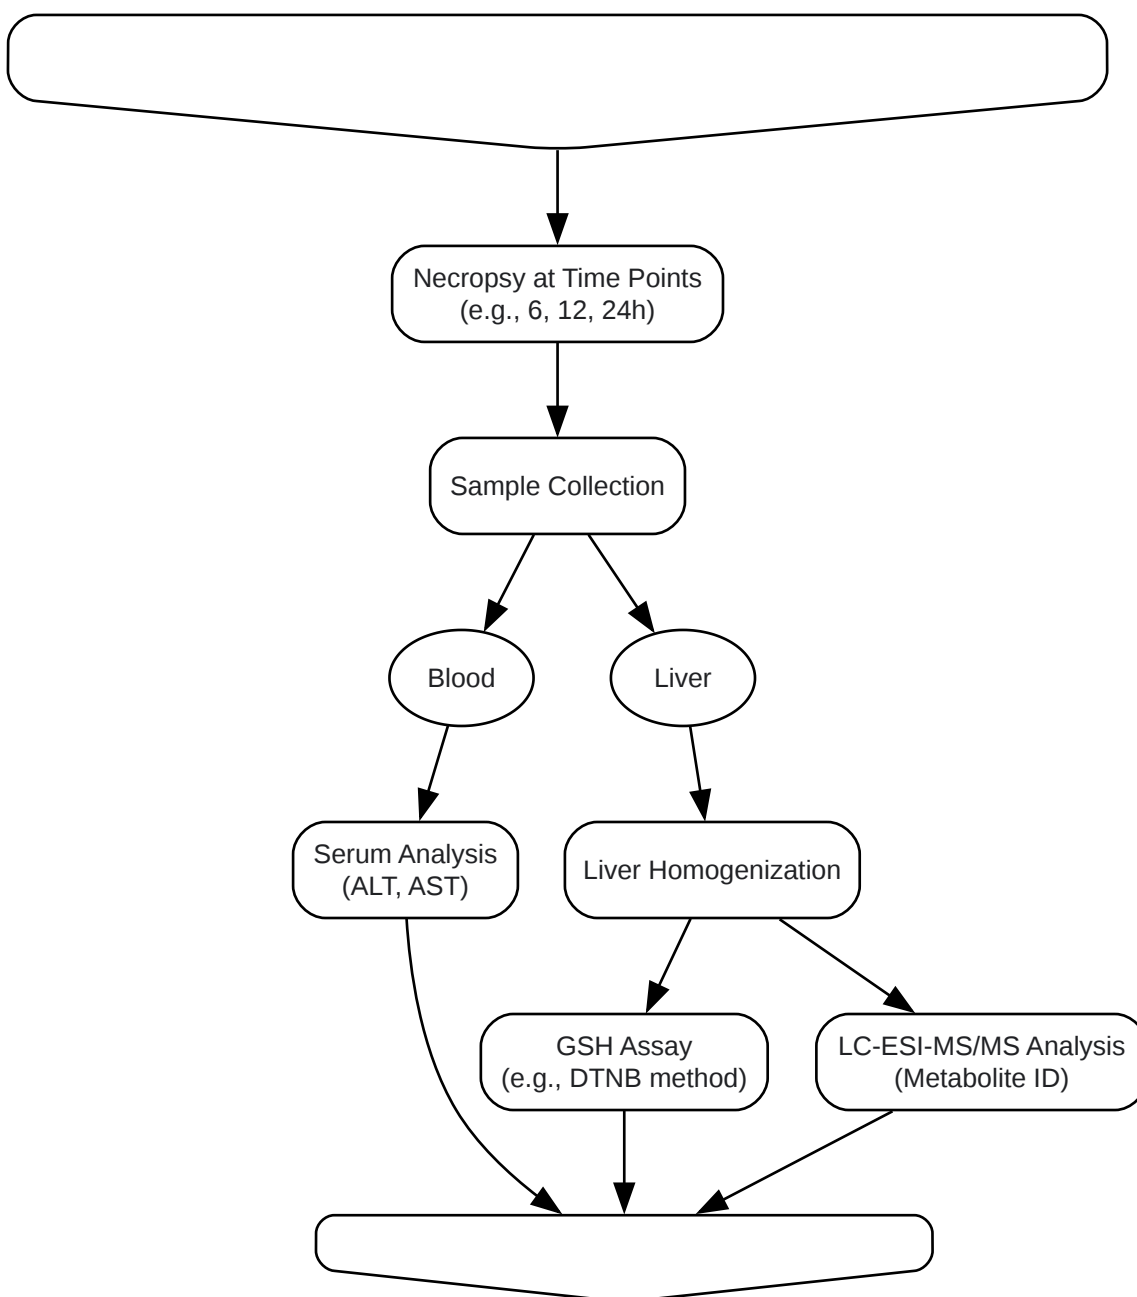 Necropsy at Time Points
(e.g., 6, 12, 24h)
Sample Collection
Blood
Liver
Serum Analysis
(ALT, AST)
Liver Homogenization
GSH Assay
(e.g., DTNB method)
LC-ESI-MS/MS Analysis
(Metabolite ID)